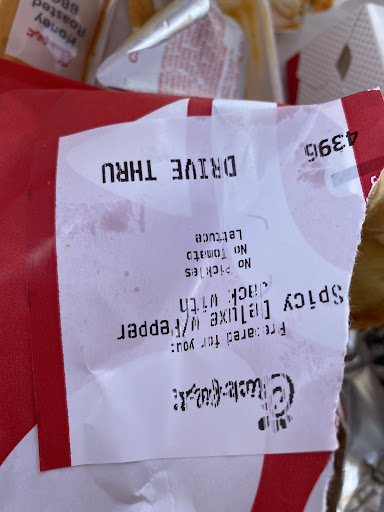 Chick-fil-A
Prepared for you:
Spicy Deluxe w/Pepper
Jack with
No Pickles
No Tomato
Lettuce
DRIVE THRU
4396
Honey
Roasted
BBQ